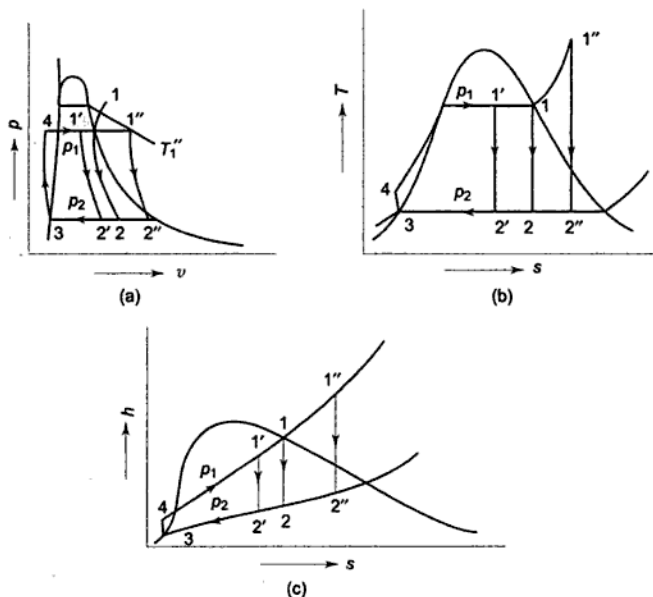 1 1″
4 1′
p
p₁ T₁″
p₂
3 2′ 2 2″
v
(a)
1″
p₁ 1′
1
T
4
p₂
3 2′ 2 2″
s
(b)
1″
1
h
1′
p₁
4 p₂
2″
3 2′ 2
s
(c)